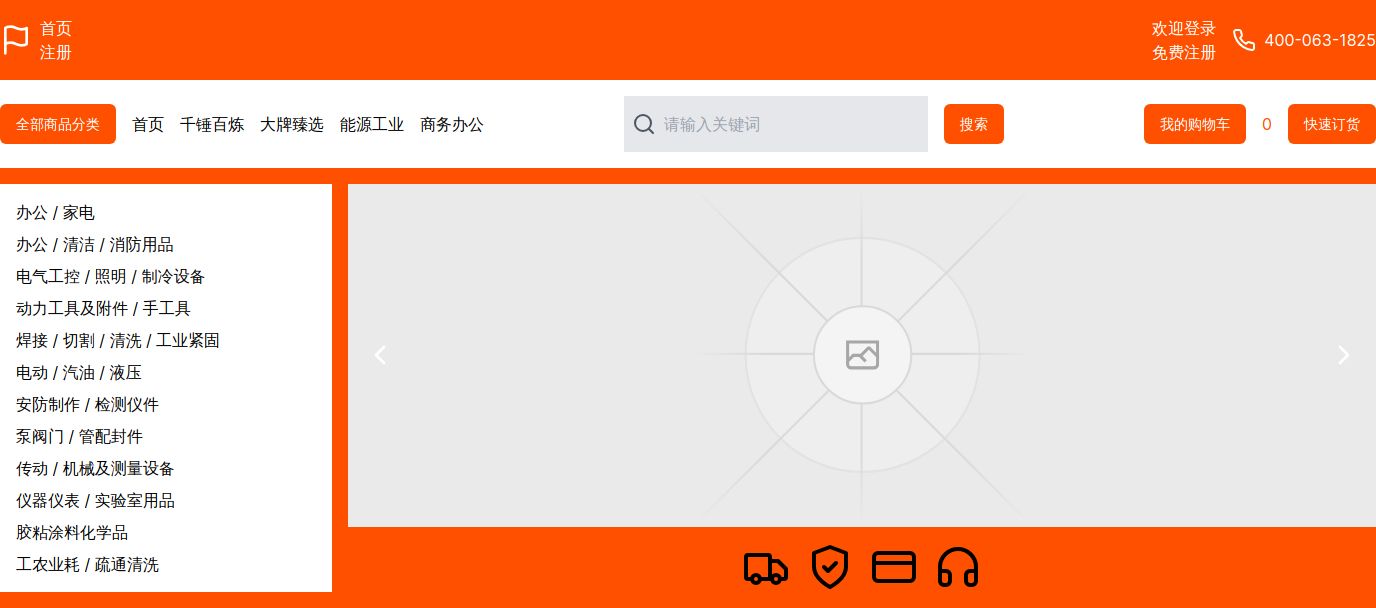 首页
注册
欢迎登录
免费注册
400-063-1825
全部商品分类 首页 千锤百炼 大牌臻选 能源工业 商务办公 请输入关键词 搜索 我的购物车 0 快速订货
办公 / 家电
办公 / 清洁 / 消防用品
电气工控 / 照明 / 制冷设备
动力工具及附件 / 手工具
焊接 / 切割 / 清洗 / 工业紧固
电动 / 汽油 / 液压
安防制作 / 检测仪件
泵阀门 / 管配封件
传动 / 机械及测量设备
仪器仪表 / 实验室用品
胶粘涂料化学品
工农业耗 / 疏通清洗